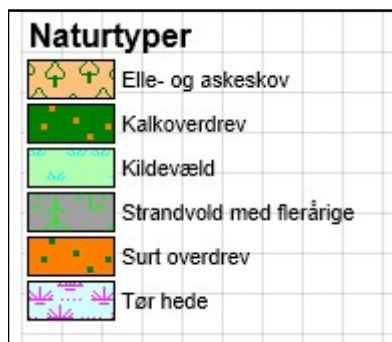 Naturtyper
Elle- og askeskov
Kalkoverdrev
Kildevæld
Strandvold med flerårige
Surt overdrev
Tør hede